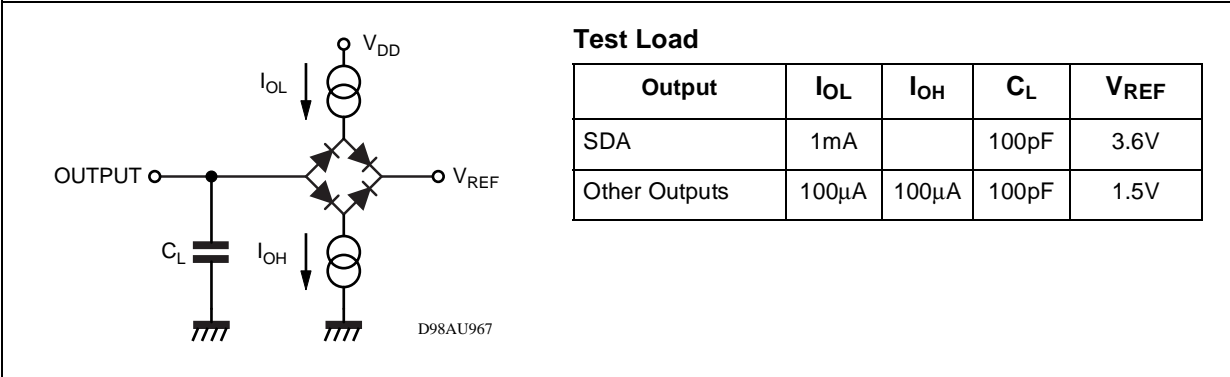 V_DD
I_OL
OUTPUT
V_REF
C_L
I_OH
D98AU967
Test Load
Output I_OL I_OH C_L V_REF
SDA 1mA 100pF 3.6V
Other Outputs 100μA 100μA 100pF 1.5V